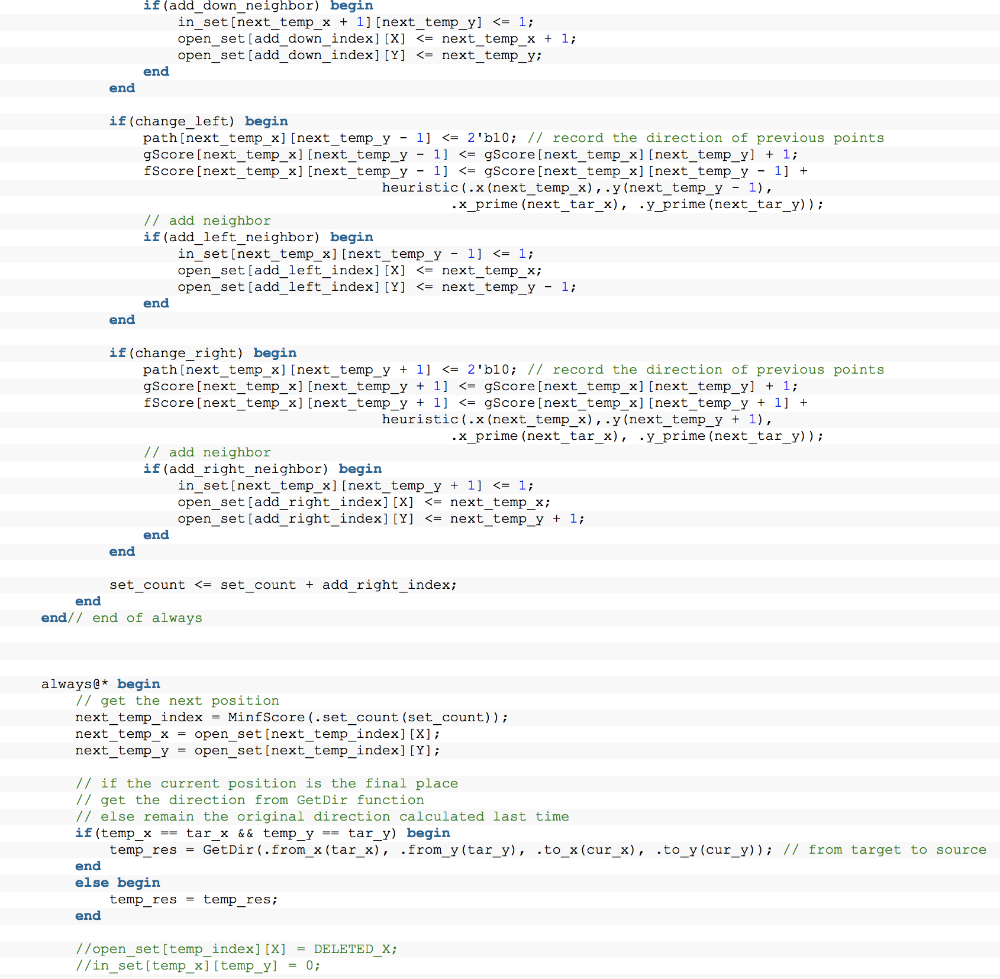 if(add_down_neighbor) begin
in_set[next_temp_x + 1][next_temp_y] <= 1;
open_set[add_down_index][X] <= next_temp_x + 1;
open_set[add_down_index][Y] <= next_temp_y;
end
end
if(change_left) begin
path[next_temp_x][next_temp_y - 1] <= 2'b10; // record the direction of previous points
gScore[next_temp_x][next_temp_y - 1] <= gScore[next_temp_x][next_temp_y] + 1;
fScore[next_temp_x][next_temp_y - 1] <= gScore[next_temp_x][next_temp_y - 1] +
heuristic(.x(next_temp_x),.y(next_temp_y - 1),
.x_prime(next_tar_x), .y_prime(next_tar_y));
// add neighbor
if(add_left_neighbor) begin
in_set[next_temp_x][next_temp_y - 1] <= 1;
open_set[add_left_index][X] <= next_temp_x;
open_set[add_left_index][Y] <= next_temp_y - 1;
end
end
if(change_right) begin
path[next_temp_x][next_temp_y + 1] <= 2'b10; // record the direction of previous points
gScore[next_temp_x][next_temp_y + 1] <= gScore[next_temp_x][next_temp_y] + 1;
fScore[next_temp_x][next_temp_y + 1] <= gScore[next_temp_x][next_temp_y + 1] +
heuristic(.x(next_temp_x),.y(next_temp_y + 1),
.x_prime(next_tar_x), .y_prime(next_tar_y));
// add neighbor
if(add_right_neighbor) begin
in_set[next_temp_x][next_temp_y + 1] <= 1;
open_set[add_right_index][X] <= next_temp_x;
open_set[add_right_index][Y] <= next_temp_y + 1;
end
end
set_count <= set_count + add_right_index;
end
end// end of always
always@* begin
// get the next position
next_temp_index = MinfScore(.set_count(set_count));
next_temp_x = open_set[next_temp_index][X];
next_temp_y = open_set[next_temp_index][Y];
// if the current position is the final place
// get the direction from GetDir function
// else remain the original direction calculated last time
if(temp_x == tar_x && temp_y == tar_y) begin
temp_res = GetDir(.from_x(tar_x), .from_y(tar_y), .to_x(cur_x), .to_y(cur_y)); // from target to source
end
else begin
temp_res = temp_res;
end
//open_set[temp_index][X] = DELETED_X;
//in_set[temp_x][temp_y] = 0;